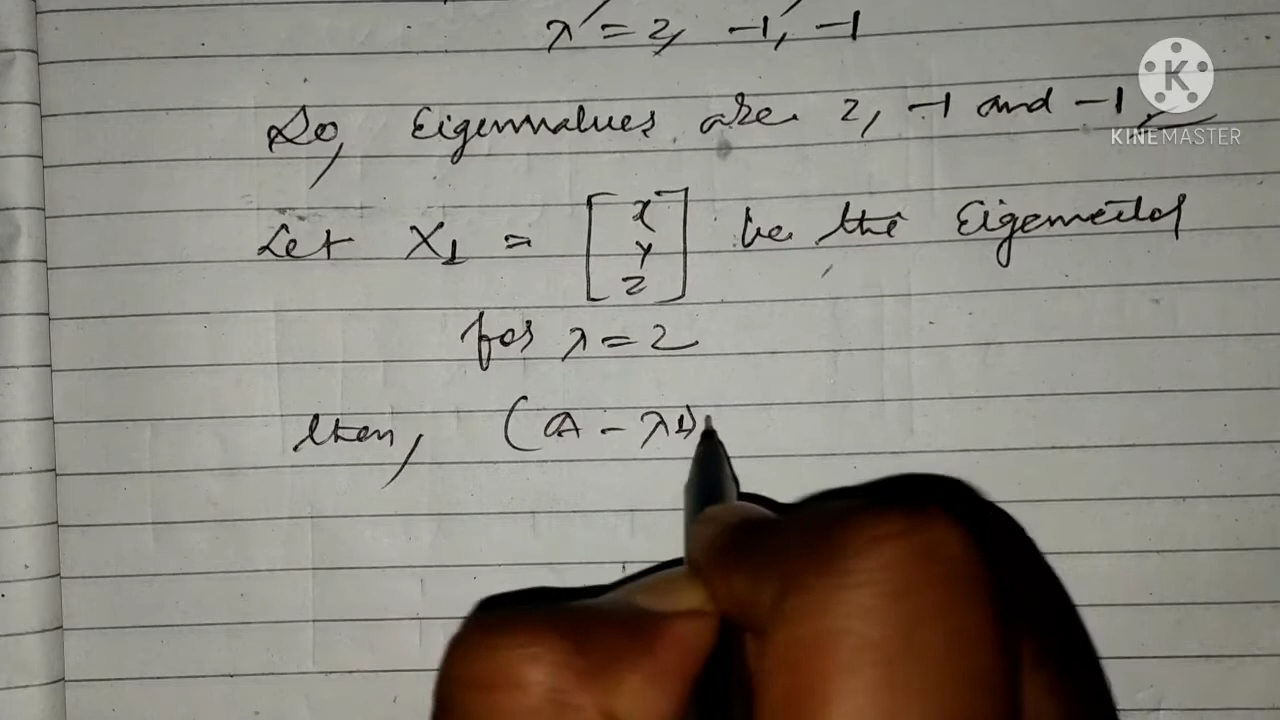 λ = 2, -1, -1
So, Eigenvalues are 2, -1 and -1
KINEMASTER
Let X1 = [x y z] be the Eigenvector
for λ = 2
then, (A - λI)